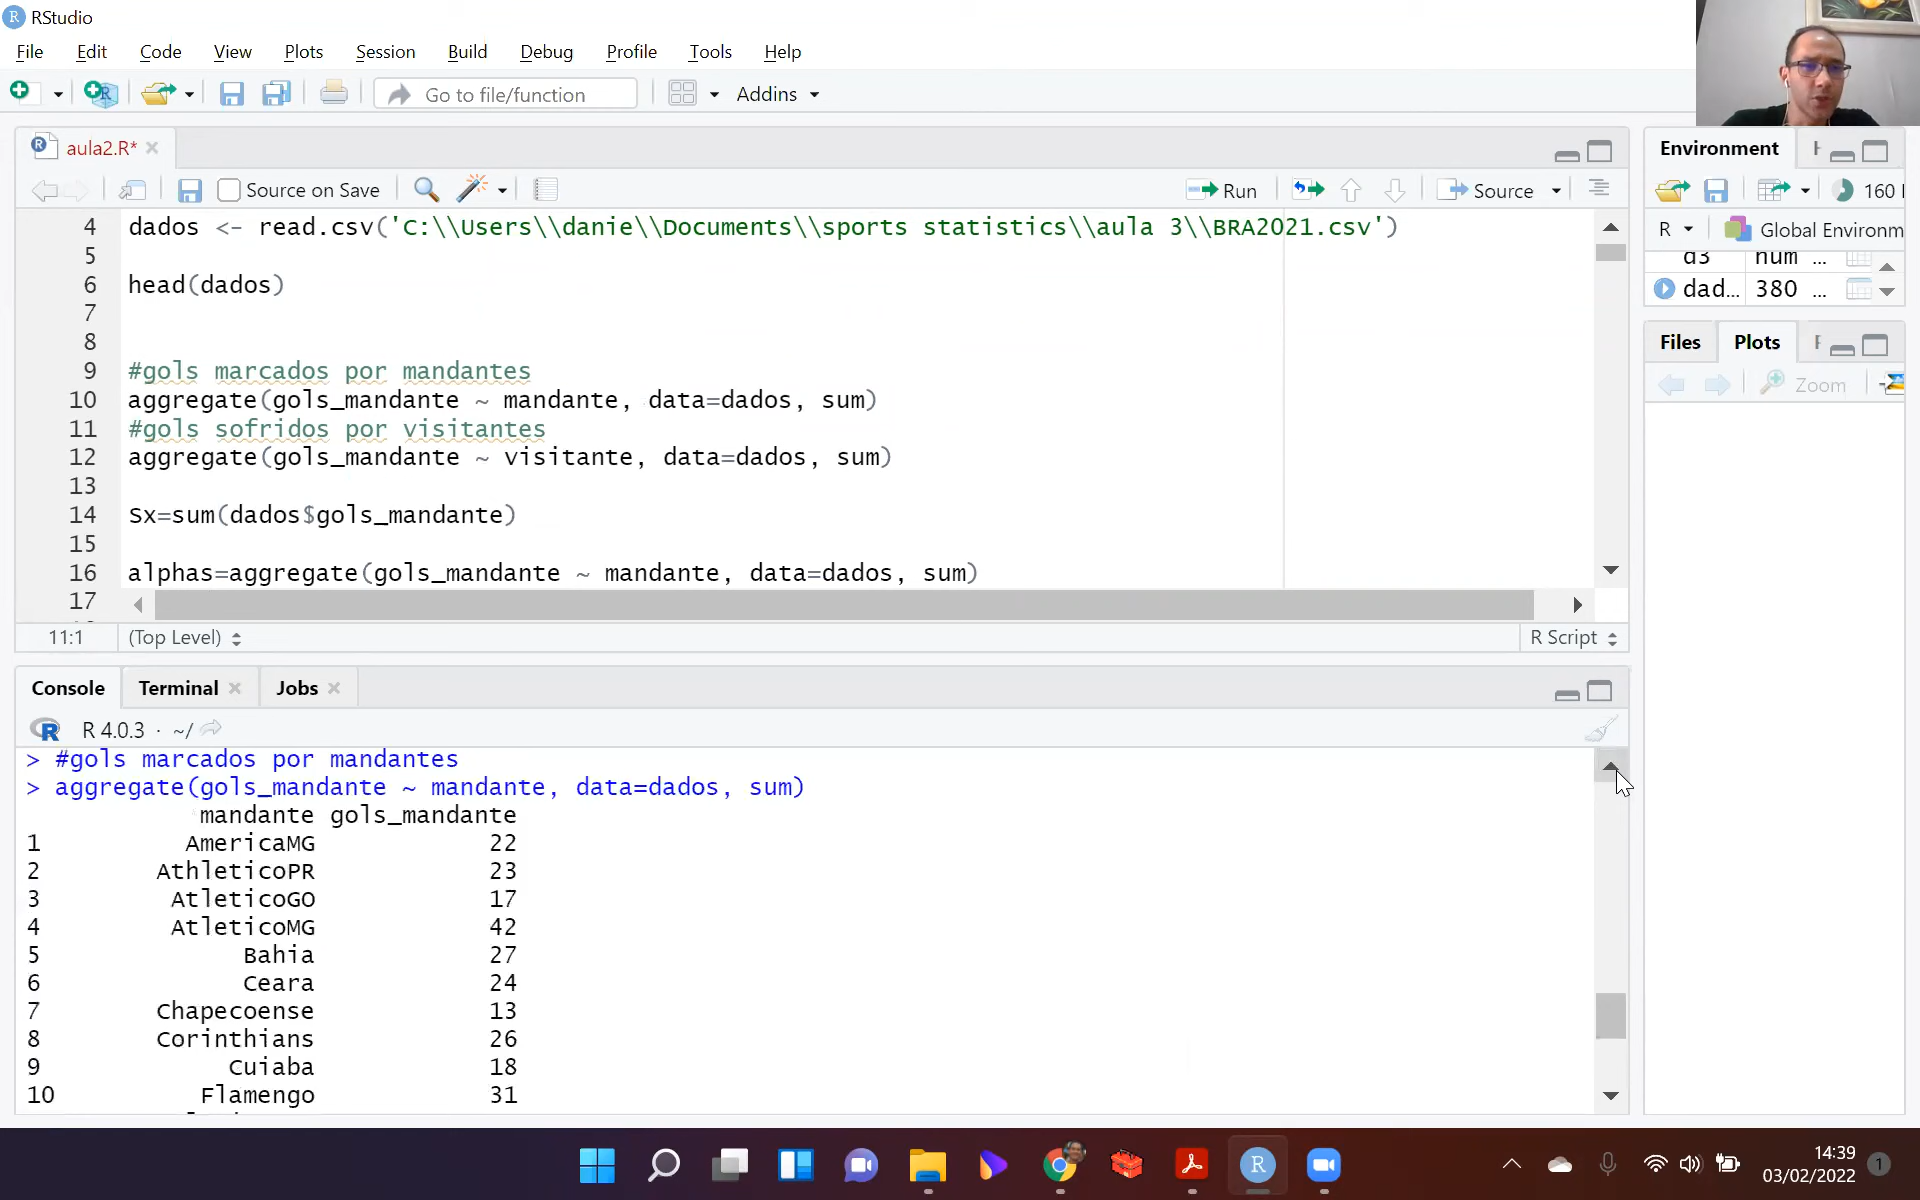 RStudio
File Edit Code View Plots Session Build Debug Profile Tools Help
Go to file/function Addins
aula2.R*
Source on Save Run Source
4 dados <- read.csv('C:\\Users\\danie\\Documents\\sports statistics\\aula 3\\BRA2021.csv')
5
6 head(dados)
7
8
9 #gols marcados por mandantes
10 aggregate(gols_mandante ~ mandante, data=dados, sum)
11 #gols sofridos por visitantes
12 aggregate(gols_mandante ~ visitante, data=dados, sum)
13
14 Sx=sum(dados$gols_mandante)
15
16 alphas=aggregate(gols_mandante ~ mandante, data=dados, sum)
17
11:1 (Top Level) R Script
Console Terminal Jobs
R 4.0.3 · ~/
> #gols marcados por mandantes
> aggregate(gols_mandante ~ mandante, data=dados, sum)
mandante gols_mandante
1 AmericaMG 22
2 AthleticoPR 23
3 AtleticoGO 17
4 AtleticoMG 42
5 Bahia 27
6 Ceara 24
7 Chapecoense 13
8 Corinthians 26
9 Cuiaba 18
10 Flamengo 31
Environment
160
R Global Environm
d3 num ...
dad... 380 ...
Files Plots
Zoom
14:39
03/02/2022
1